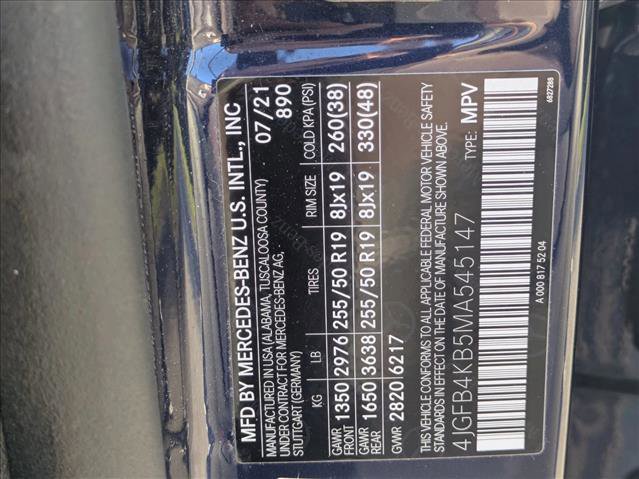 MFD BY MERCEDES-BENZ U.S. INTL., INC
MANUFACTURED IN USA (ALABAMA, TUSCALOOSA COUNTY)
UNDER CONTRACT FOR MERCEDES-BENZ AG,
STUTTGART (GERMANY)
07/21
890
KG LB TIRES RIM SIZE COLD KPA(PSI)
GAWR FRONT 1350 2976 255/50 R19 8Jx19 260(38)
GAWR REAR 1650 3638 255/50 R19 8Jx19 330(48)
GVWR 2820 6217
THIS VEHICLE CONFORMS TO ALL APPLICABLE FEDERAL MOTOR VEHICLE SAFETY
STANDARDS IN EFFECT ON THE DATE OF MANUFACTURE SHOWN ABOVE.
4JGFB4KB5MA545147 TYPE: MPV
A 000 817 52 04
6827286